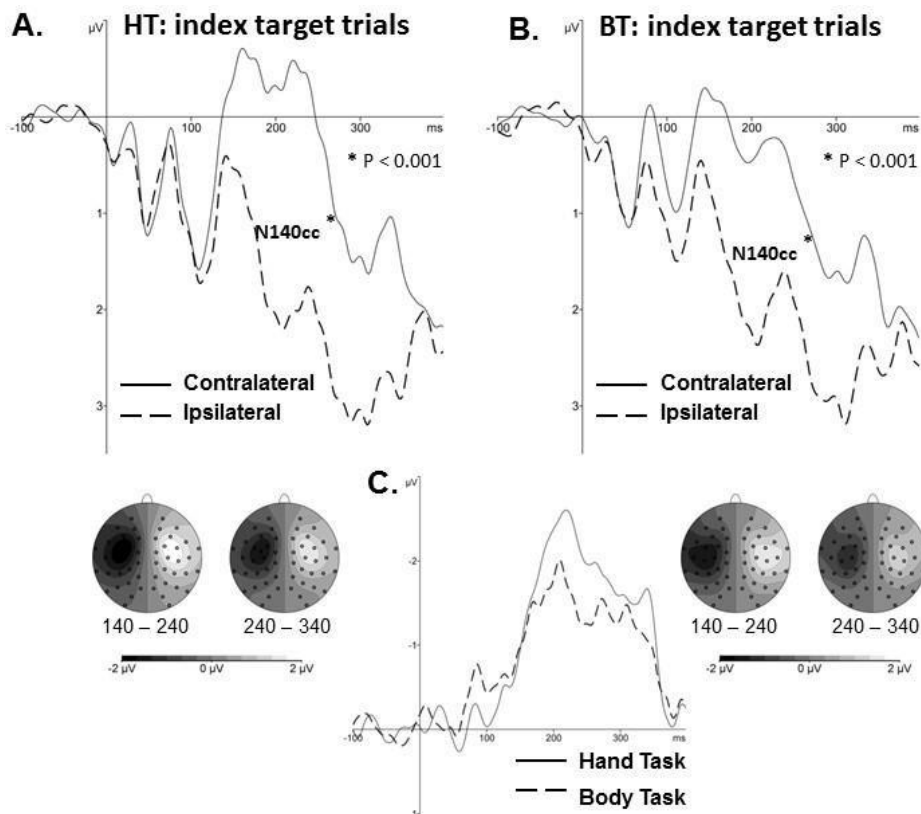 A. HT: index target trials
µV
-100 100 200 300
ms
* P < 0.001
1
*
N140cc
2
Contralateral
Ipsilateral
3
B. BT: index target trials
µV
-100 100 200 300
ms
* P < 0.001
1
*
N140cc
2
Contralateral
Ipsilateral
3
C.
µV
-2
-1
-100 100 200 300 ms
1
Hand Task
Body Task
140 – 240 240 – 340
-2 µV 0 µV 2 µV
140 – 240 240 – 340
-2 µV 0 µV 2 µV